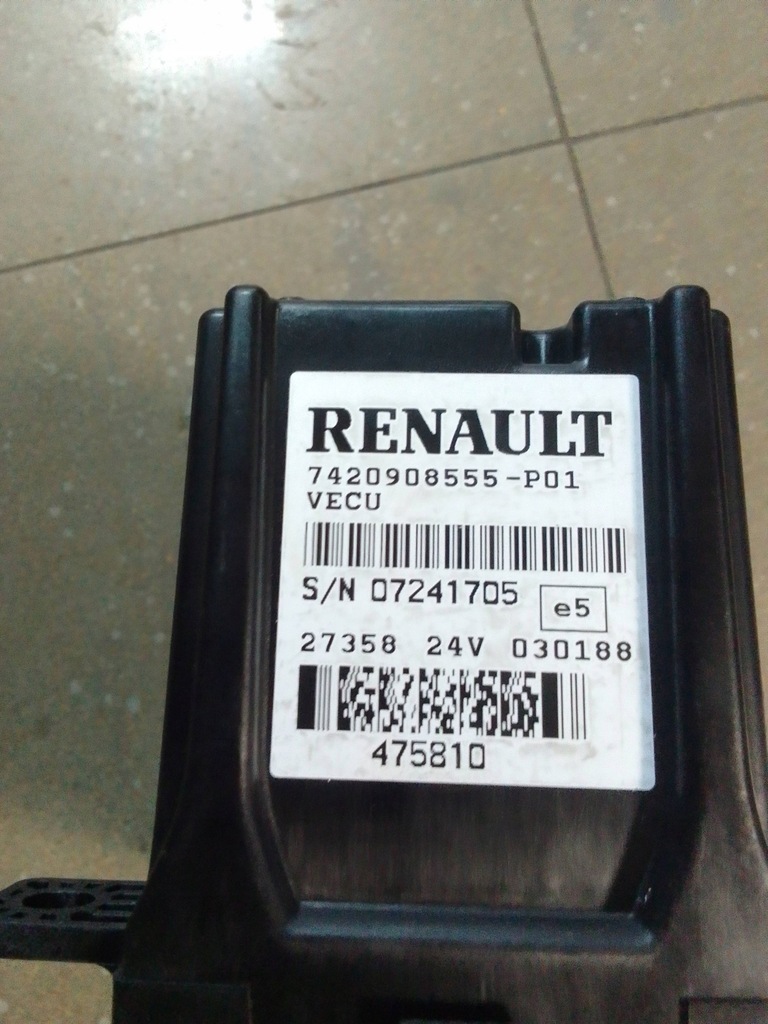 RENAULT
7420908555-P01
VECU
S/N 07241705 e5
27358 24V 030188
475810